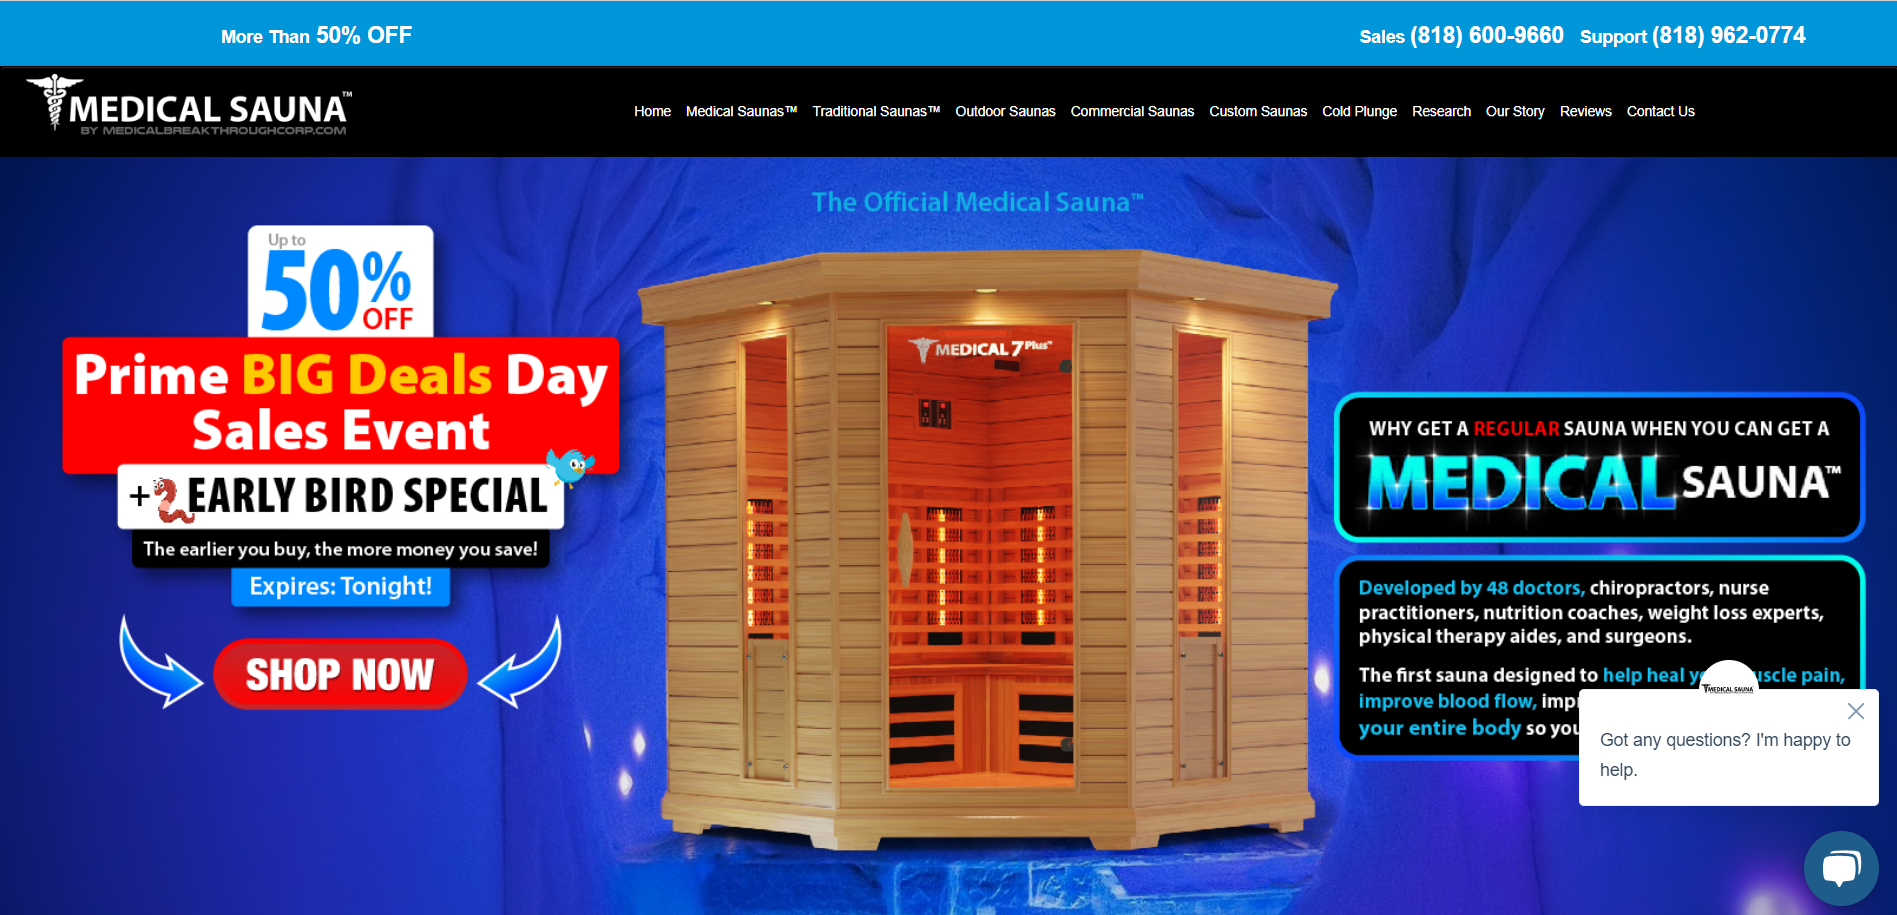 More Than 50% OFF
Sales (818) 600-9660 Support (818) 962-0774
MEDICAL SAUNA™
BY MEDICALBREAKTHROUGHCORP.COM
Home Medical Saunas™ Traditional Saunas™ Outdoor Saunas Commercial Saunas Custom Saunas Cold Plunge Research Our Story Reviews Contact Us
The Official Medical Sauna™
Up to
50%
OFF
Prime BIG Deals Day
Sales Event
+ EARLY BIRD SPECIAL
The earlier you buy, the more money you save!
Expires: Tonight!
SHOP NOW
MEDICAL 7 Plus™
WHY GET A REGULAR SAUNA WHEN YOU CAN GET A
MEDICAL SAUNA™
Developed by 48 doctors, chiropractors, nurse
practitioners, nutrition coaches, weight loss experts,
physical therapy aides, and surgeons.
The first sauna designed to help heal muscle pain,
improve blood flow,
your entire body so
MEDICAL SAUNA
Got any questions? I'm happy to
help.